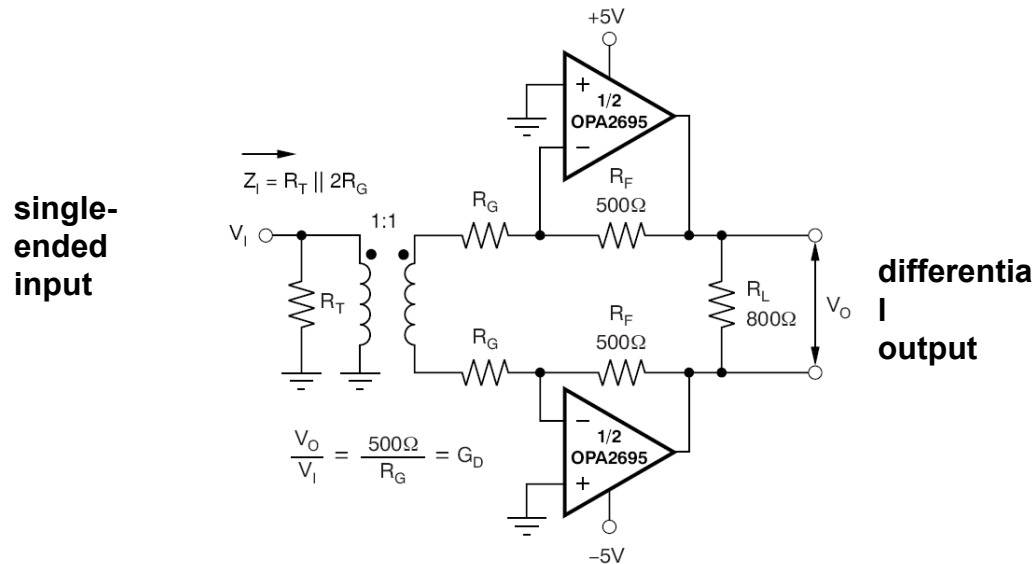 +5V
+
1/2
OPA2695
−
Z_I = R_T || 2R_G
R_F
500Ω
R_G
1:1
single-
ended
input
V_I
R_T
R_L
800Ω
V_O
differentia
l
output
R_G
R_F
500Ω
V_O / V_I = 500Ω / R_G = G_D
−
1/2
OPA2695
+
−5V